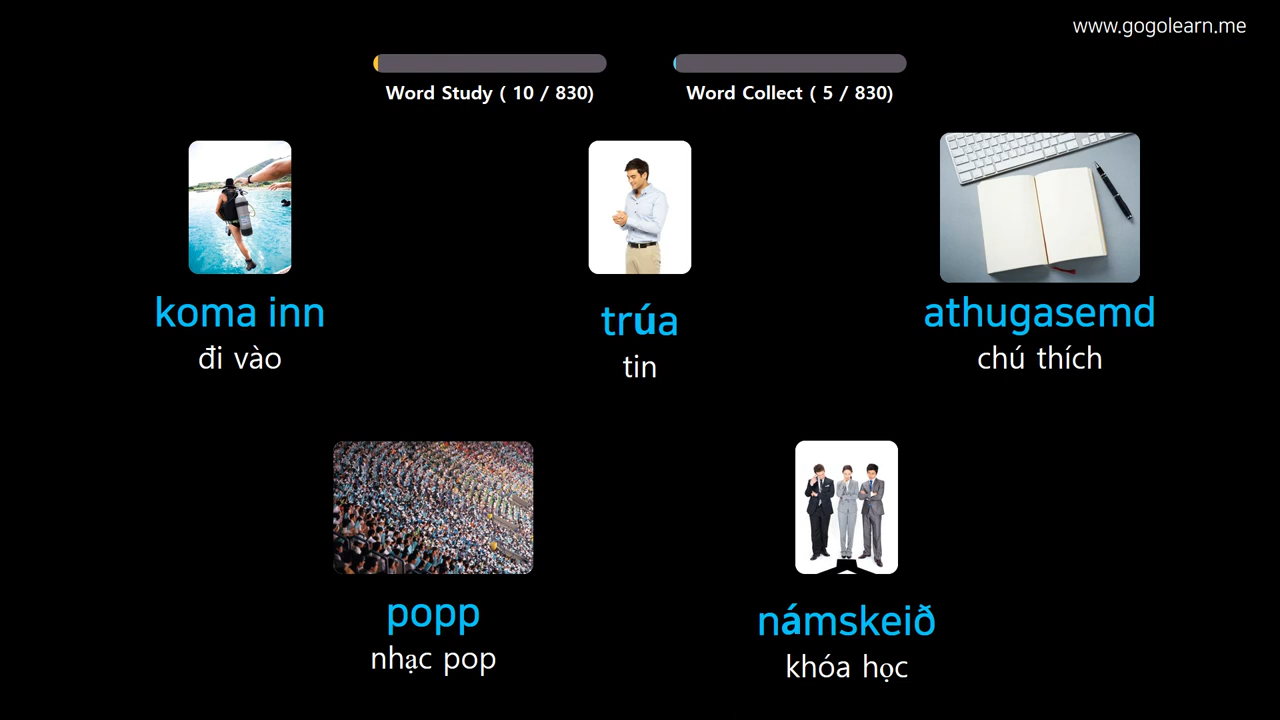 www.gogolearn.me
Word Study ( 10 / 830)
Word Collect ( 5 / 830)
koma inn
đi vào
trúa
tin
athugasemd
chú thích
popp
nhạc pop
námskeið
khóa học